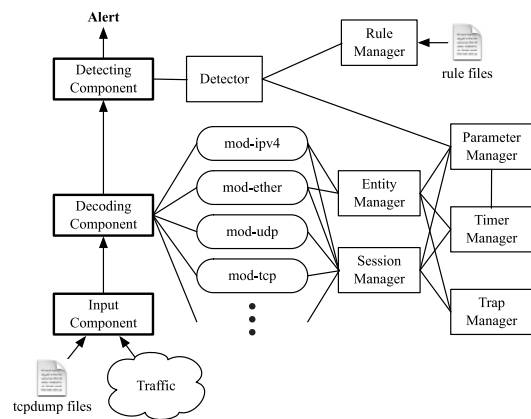 Alert
Detecting
Component
Detector
Rule
Manager
rule files
Parameter
Manager
mod-ipv4
mod-ether
mod-udp
mod-tcp
Decoding
Component
Entity
Manager
Timer
Manager
Session
Manager
Trap
Manager
Input
Component
tcpdump files
Traffic